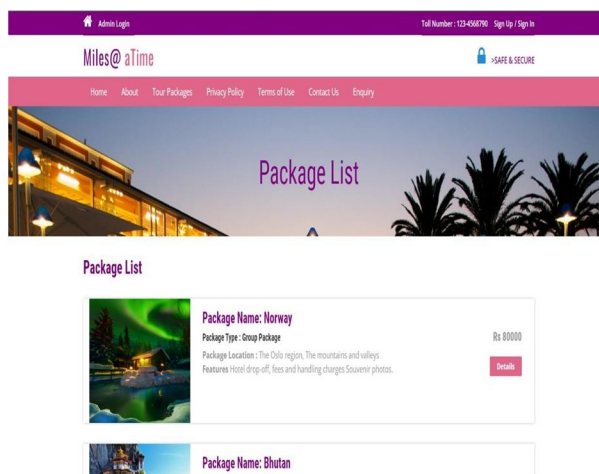 Admin Login
Toll Number : 123-4568790 Sign Up / Sign In
Miles@ aTime
>SAFE & SECURE
Home About Tour Packages Privacy Policy Terms of Use Contact Us Enquiry
Package List
Package List
Package Name: Norway
Package Type : Group Package
Rs 80000
Package Location : The Oslo region, The mountains and valleys
Features Hotel drop-off, fees and handling charges Souvenir photos.
Details
Package Name: Bhutan